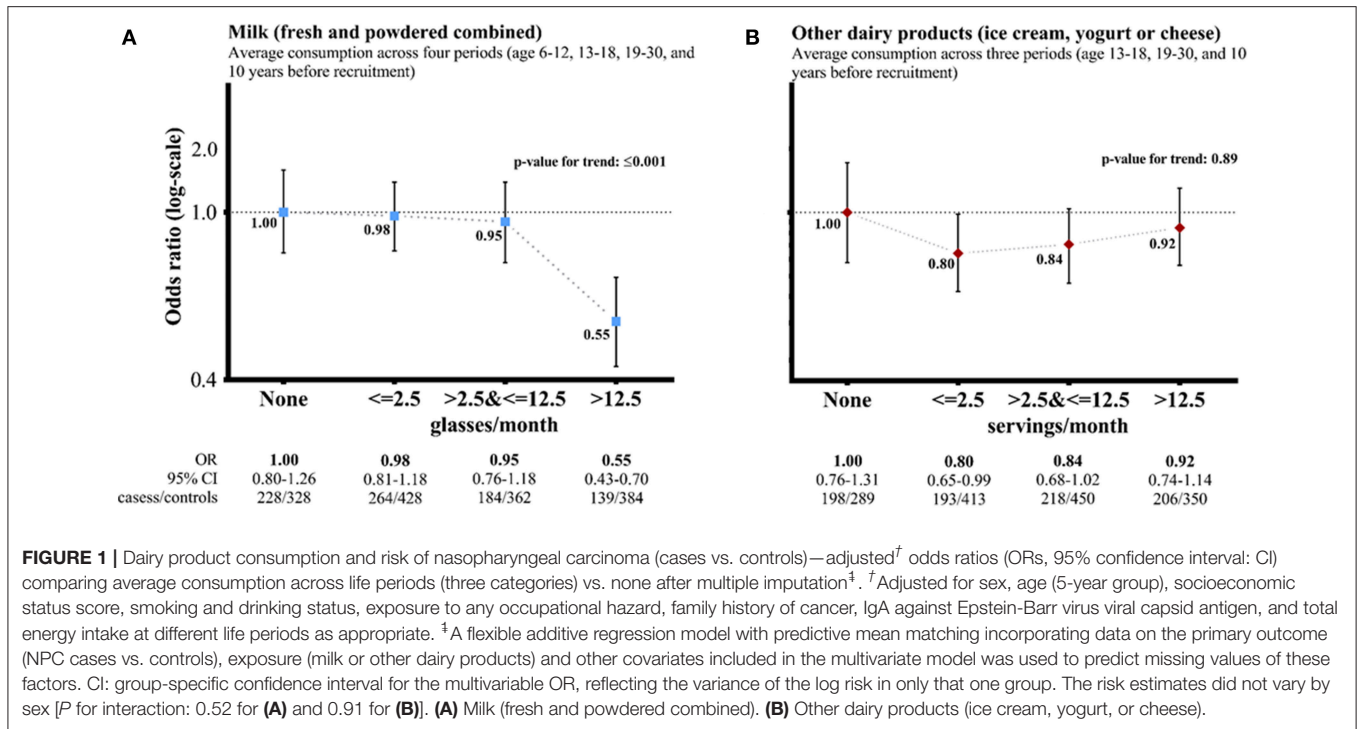 A
Milk (fresh and powdered combined)
Average consumption across four periods (age 6-12, 13-18, 19-30, and
10 years before recruitment)
p-value for trend: ≤0.001
Odds ratio (log-scale)
2.0
1.0
0.4
1.00
0.98
0.95
0.55
None <=2.5 >2.5&<=12.5 >12.5
glasses/month
OR 1.00 0.98 0.95 0.55
95% CI 0.80-1.26 0.81-1.18 0.76-1.18 0.43-0.70
casess/controls 228/328 264/428 184/362 139/384
B
Other dairy products (ice cream, yogurt or cheese)
Average consumption across three periods (age 13-18, 19-30, and 10
years before recruitment)
p-value for trend: 0.89
1.00
0.80
0.84
0.92
None <=2.5 >2.5&<=12.5 >12.5
servings/month
1.00 0.80 0.84 0.92
0.76-1.31 0.65-0.99 0.68-1.02 0.74-1.14
198/289 193/413 218/450 206/350
FIGURE 1 | Dairy product consumption and risk of nasopharyngeal carcinoma (cases vs. controls)—adjusted† odds ratios (ORs, 95% confidence interval: CI)
comparing average consumption across life periods (three categories) vs. none after multiple imputation‡. †Adjusted for sex, age (5-year group), socioeconomic
status score, smoking and drinking status, exposure to any occupational hazard, family history of cancer, IgA against Epstein-Barr virus viral capsid antigen, and total
energy intake at different life periods as appropriate. ‡A flexible additive regression model with predictive mean matching incorporating data on the primary outcome
(NPC cases vs. controls), exposure (milk or other dairy products) and other covariates included in the multivariate model was used to predict missing values of these
factors. CI: group-specific confidence interval for the multivariable OR, reflecting the variance of the log risk in only that one group. The risk estimates did not vary by
sex [P for interaction: 0.52 for (A) and 0.91 for (B)]. (A) Milk (fresh and powdered combined). (B) Other dairy products (ice cream, yogurt, or cheese).